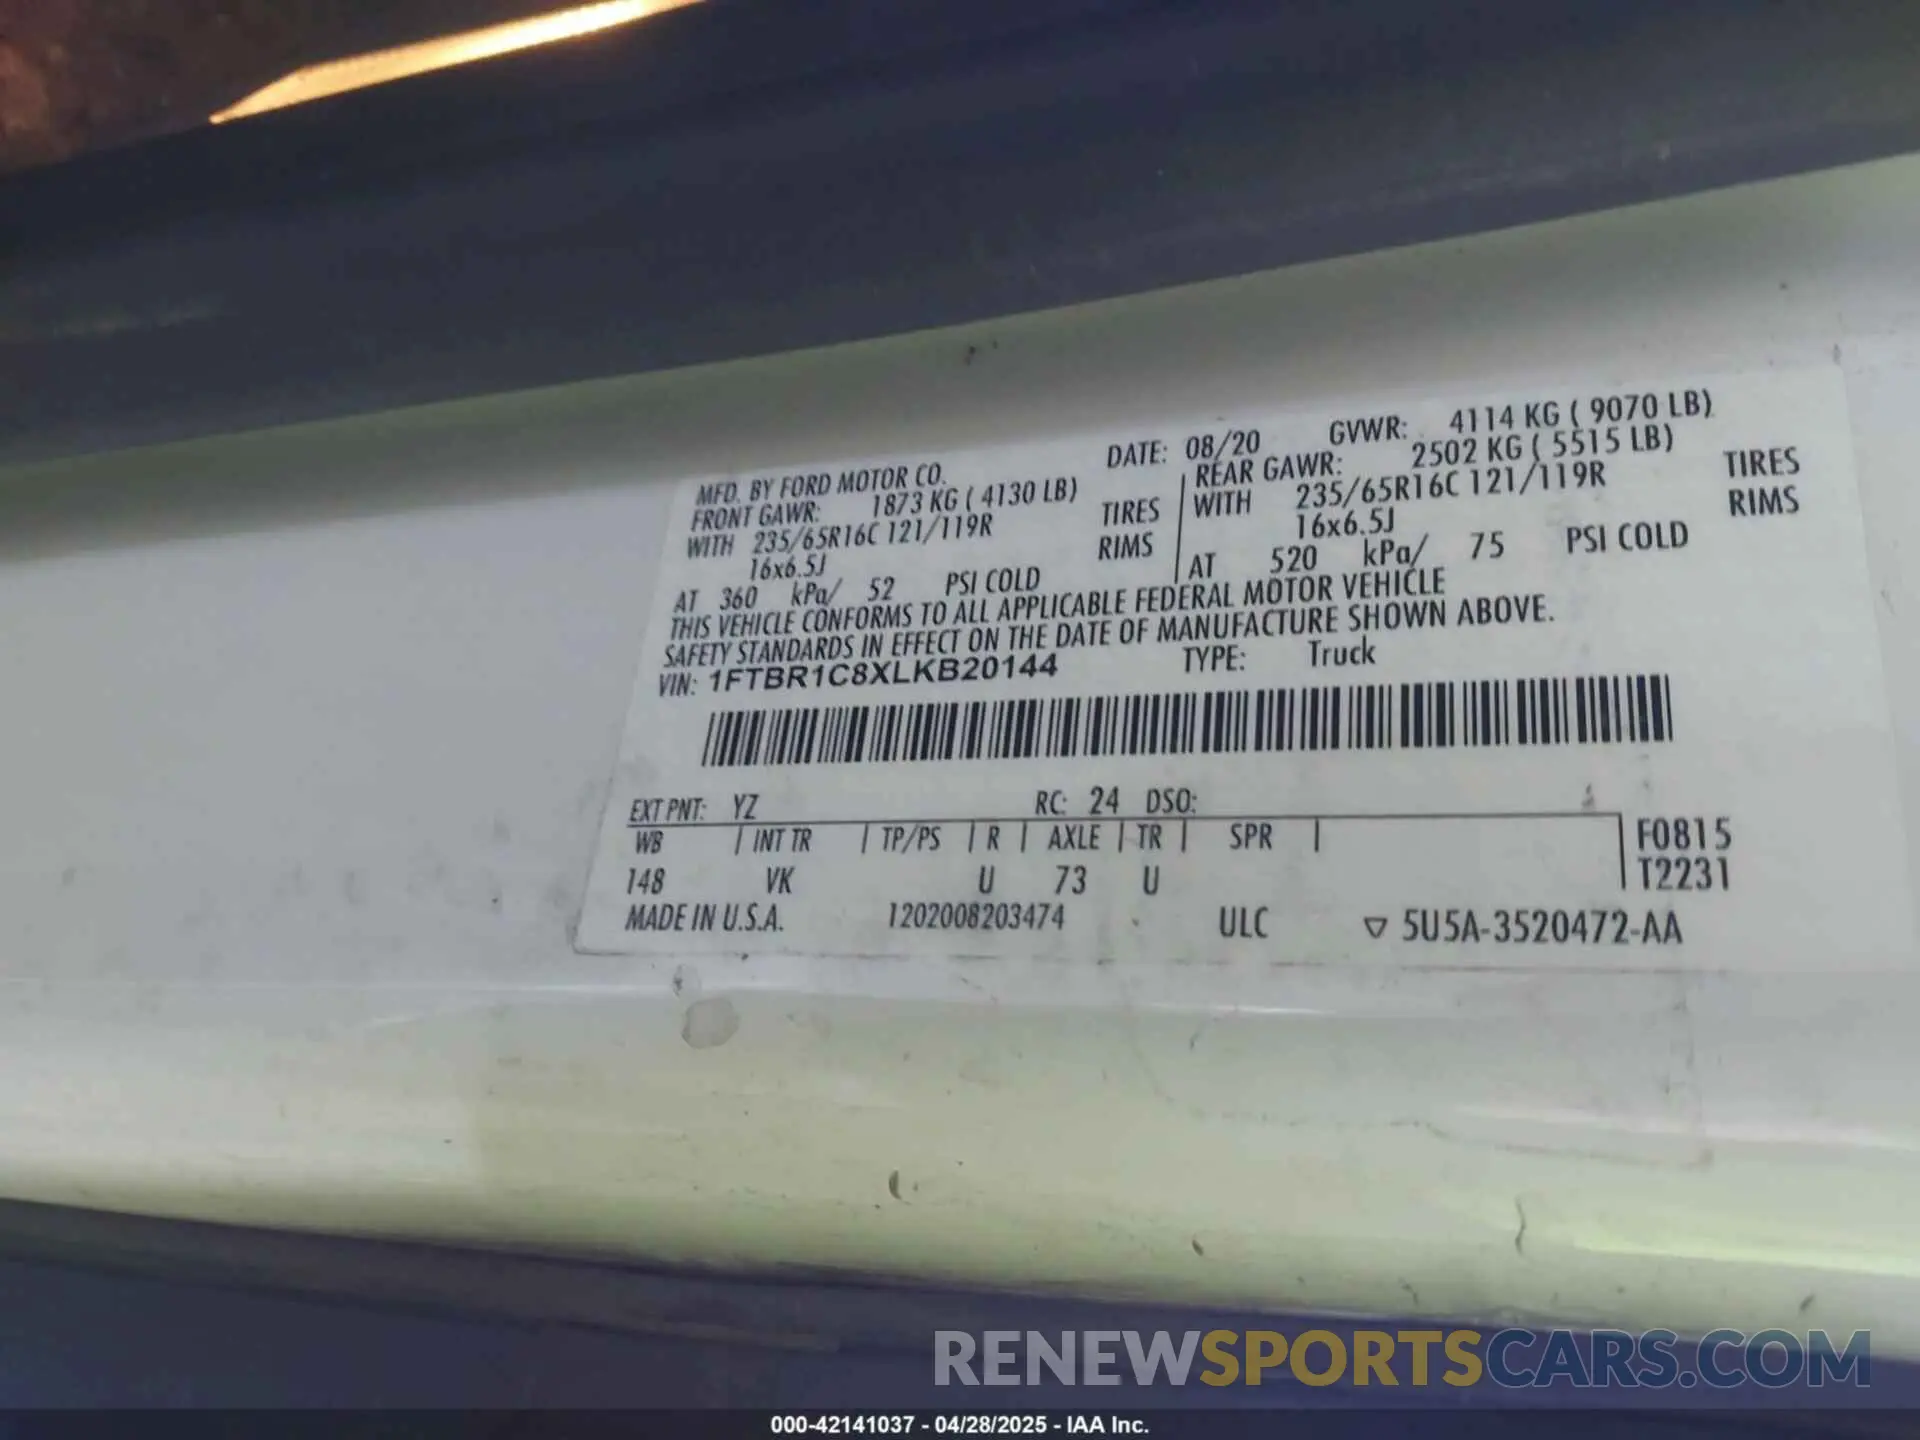 MFD. BY FORD MOTOR CO. DATE: 08/20 GVWR: 4114 KG ( 9070 LB)
FRONT GAWR: 1873 KG ( 4130 LB) REAR GAWR: 2502 KG ( 5515 LB)
WITH 235/65R16C 121/119R TIRES WITH 235/65R16C 121/119R TIRES
16x6.5J RIMS 16x6.5J RIMS
AT 360 kPa/ 52 PSI COLD AT 520 kPa/ 75 PSI COLD
THIS VEHICLE CONFORMS TO ALL APPLICABLE FEDERAL MOTOR VEHICLE
SAFETY STANDARDS IN EFFECT ON THE DATE OF MANUFACTURE SHOWN ABOVE.
VIN: 1FTBR1C8XLKB20144 TYPE: Truck
EXT PNT: YZ RC: 24 DSO:
WB | INT TR | TP/PS | R | AXLE | TR | SPR | F0815
148 VK U 73 U T2231
MADE IN U.S.A. 1202008203474 ULC ▽ 5U5A-3520472-AA
RENEWSPORTSCARS.COM
000-42141037 - 04/28/2025 - IAA Inc.